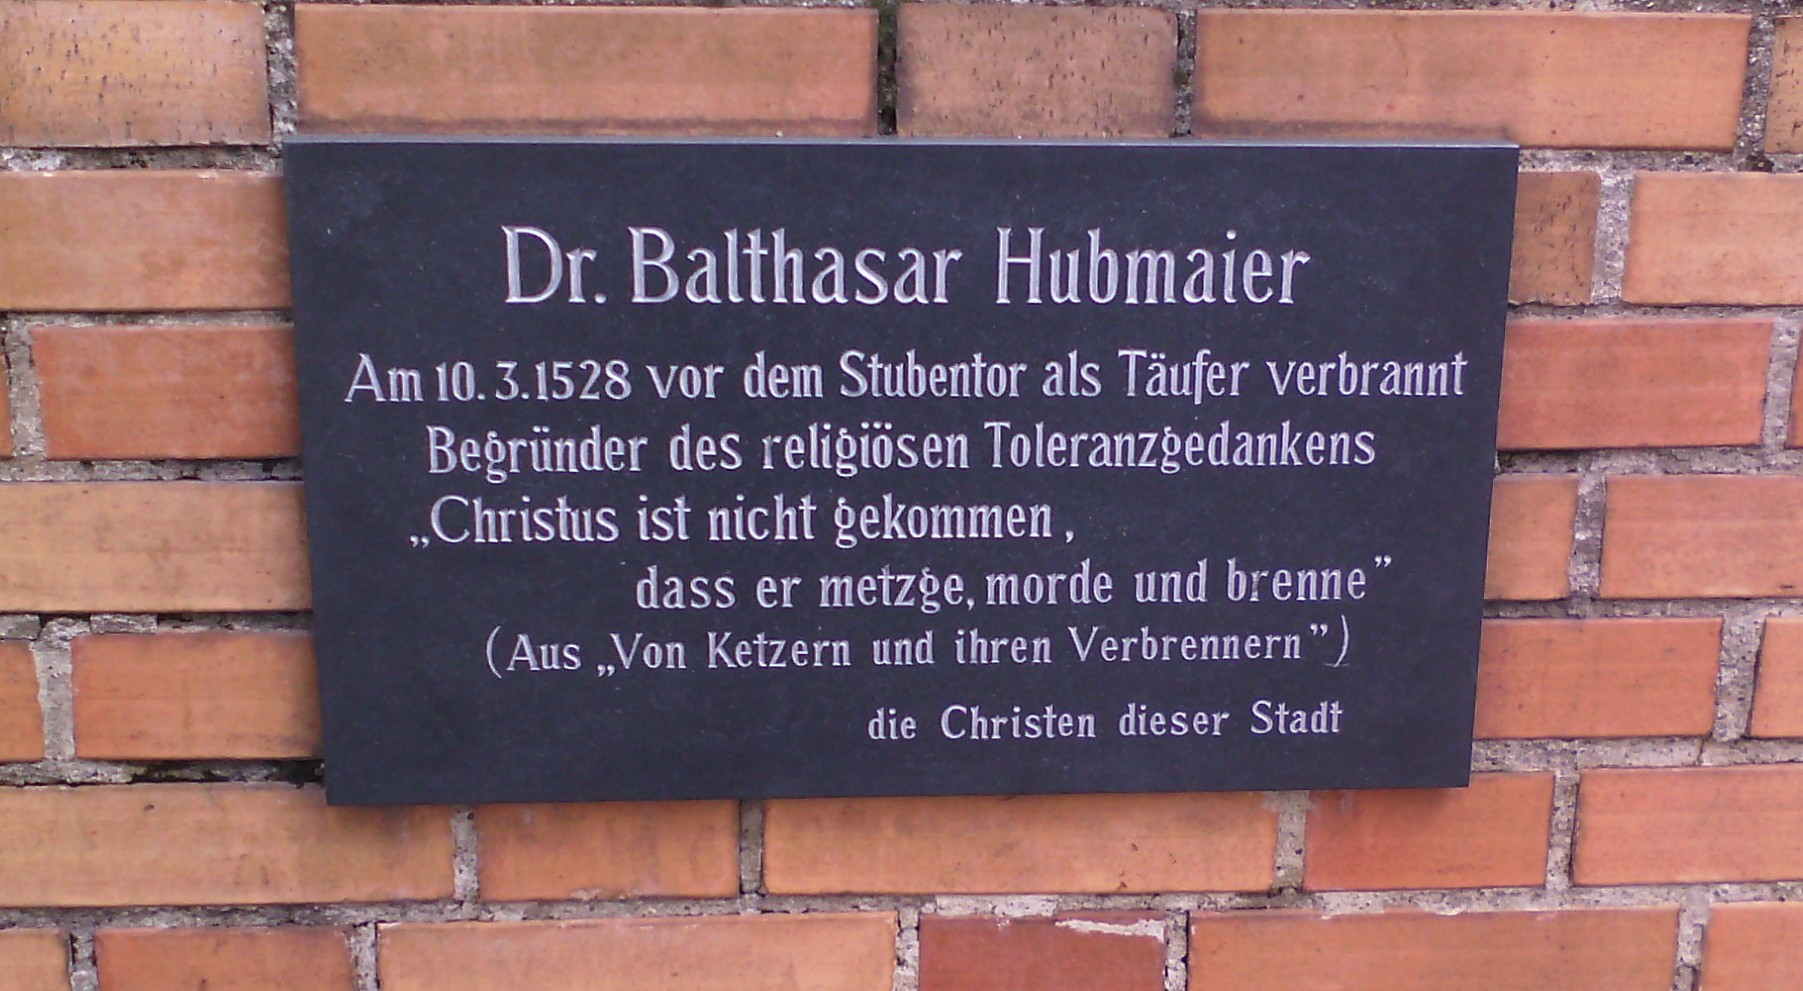 Dr. Balthasar Hubmaier
Am 10.3.1528 vor dem Stubentor als Täufer verbrannt
Begründer des religiösen Toleranzgedankens
„Christus ist nicht gekommen,
dass er metzge, morde und brenne”
(Aus „Von Ketzern und ihren Verbrennern”)
die Christen dieser Stadt